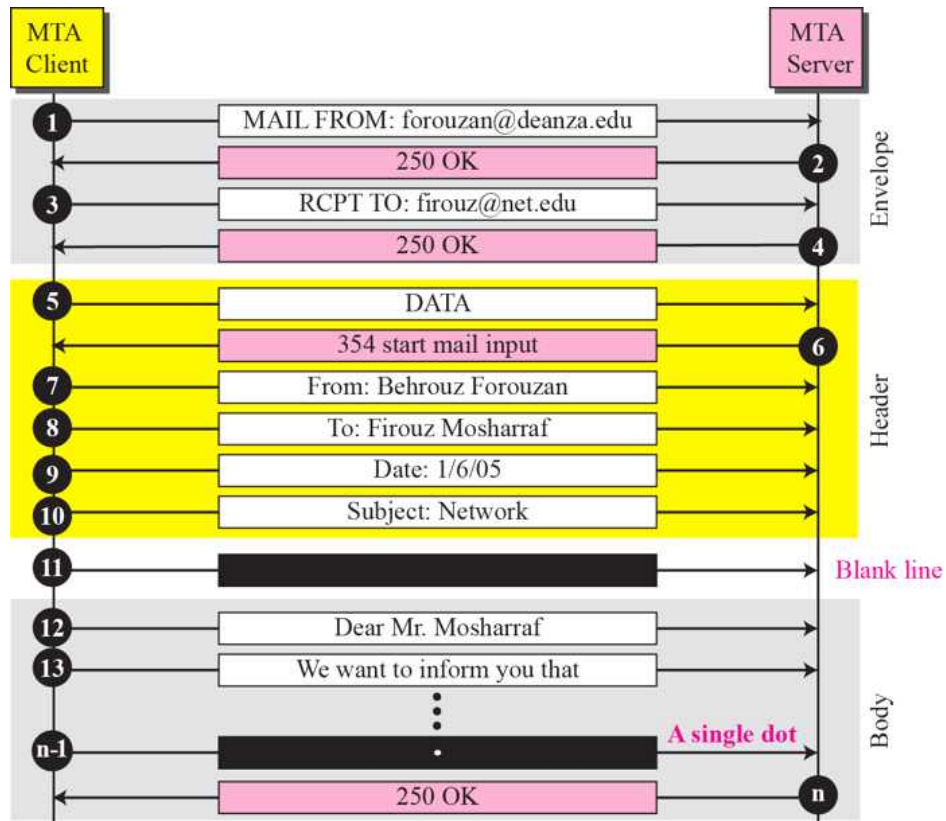 MTA
Client
MTA
Server
1
MAIL FROM: forouzan@deanza.edu
250 OK
2
3
RCPT TO: firouz@net.edu
250 OK
4
Envelope
5
DATA
354 start mail input
6
7
From: Behrouz Forouzan
8
To: Firouz Mosharraf
9
Date: 1/6/05
10
Subject: Network
Header
11
Blank line
12
Dear Mr. Mosharraf
13
We want to inform you that
n-1
.
A single dot
250 OK
n
Body